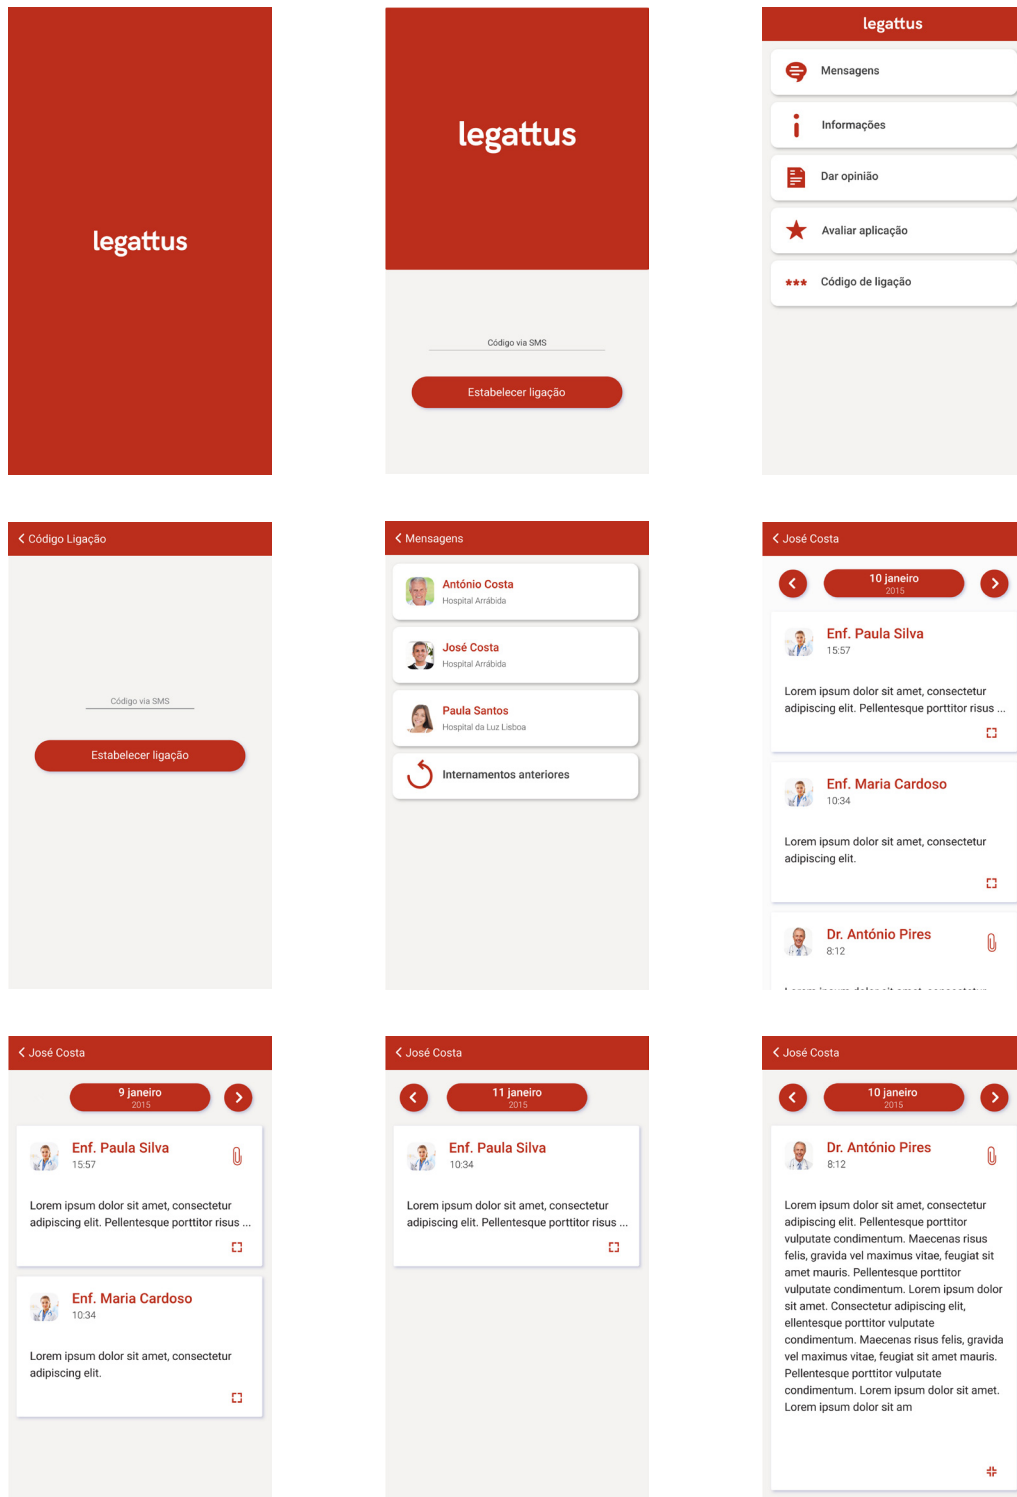 legattus
legattus
Código via SMS
Estabelecer ligação
legattus
Mensagens
Informações
Dar opinião
Avaliar aplicação
*** Código de ligação
Código Ligação
Código via SMS
Estabelecer ligação
Mensagens
António Costa
Hospital Arrábida
José Costa
Hospital Arrábida
Paula Santos
Hospital da Luz Lisboa
Internamentos anteriores
José Costa
10 janeiro
2015
Enf. Paula Silva
15:57
Lorem ipsum dolor sit amet, consectetur
adipiscing elit. Pellentesque porttitor risus ...
Enf. Maria Cardoso
10:34
Lorem ipsum dolor sit amet, consectetur
adipiscing elit.
Dr. António Pires
8:12
José Costa
9 janeiro
2015
Enf. Paula Silva
15:57
Lorem ipsum dolor sit amet, consectetur
adipiscing elit. Pellentesque porttitor risus ...
Enf. Maria Cardoso
10:34
Lorem ipsum dolor sit amet, consectetur
adipiscing elit.
José Costa
11 janeiro
2015
Enf. Paula Silva
10:34
Lorem ipsum dolor sit amet, consectetur
adipiscing elit. Pellentesque porttitor risus ...
José Costa
10 janeiro
2015
Dr. António Pires
8:12
Lorem ipsum dolor sit amet, consectetur
adipiscing elit. Pellentesque porttitor
vulputate condimentum. Maecenas risus
felis, gravida vel maximus vitae, feugiat sit
amet mauris. Pellentesque porttitor
vulputate condimentum. Lorem ipsum dolor
sit amet. Consectetur adipiscing elit,
ellentesque porttitor vulputate
condimentum. Maecenas risus felis, gravida
vel maximus vitae, feugiat sit amet mauris.
Pellentesque porttitor vulputate
condimentum. Lorem ipsum dolor sit amet.
Lorem ipsum dolor sit am